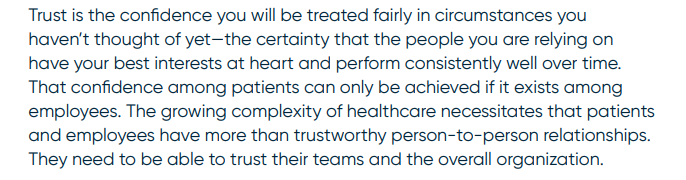 Trust is the confidence you will be treated fairly in circumstances you
haven’t thought of yet—the certainty that the people you are relying on
have your best interests at heart and perform consistently well over time.
That confidence among patients can only be achieved if it exists among
employees. The growing complexity of healthcare necessitates that patients
and employees have more than trustworthy person-to-person relationships.
They need to be able to trust their teams and the overall organization.